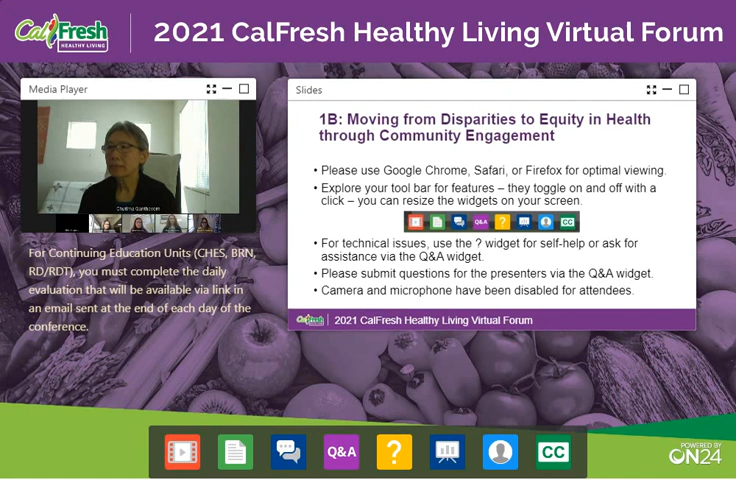 CalFresh
HEALTHY LIVING
2021 CalFresh Healthy Living Virtual Forum
Media Player
Slides
1B: Moving from Disparities to Equity in Health
through Community Engagement
• Please use Google Chrome, Safari, or Firefox for optimal viewing.
• Explore your tool bar for features – they toggle on and off with a
click – you can resize the widgets on your screen.
Q&A ? CC
• For technical issues, use the ? widget for self-help or ask for
assistance via the Q&A widget.
• Please submit questions for the presenters via the Q&A widget.
• Camera and microphone have been disabled for attendees.
CalFresh
2021 CalFresh Healthy Living Virtual Forum
For Continuing Education Units (CHES, BRN,
RD/RDT), you must complete the daily
evaluation that will be available via link in
an email sent at the end of each day of the
conference.
Q&A ? CC
POWERED BY
ON24